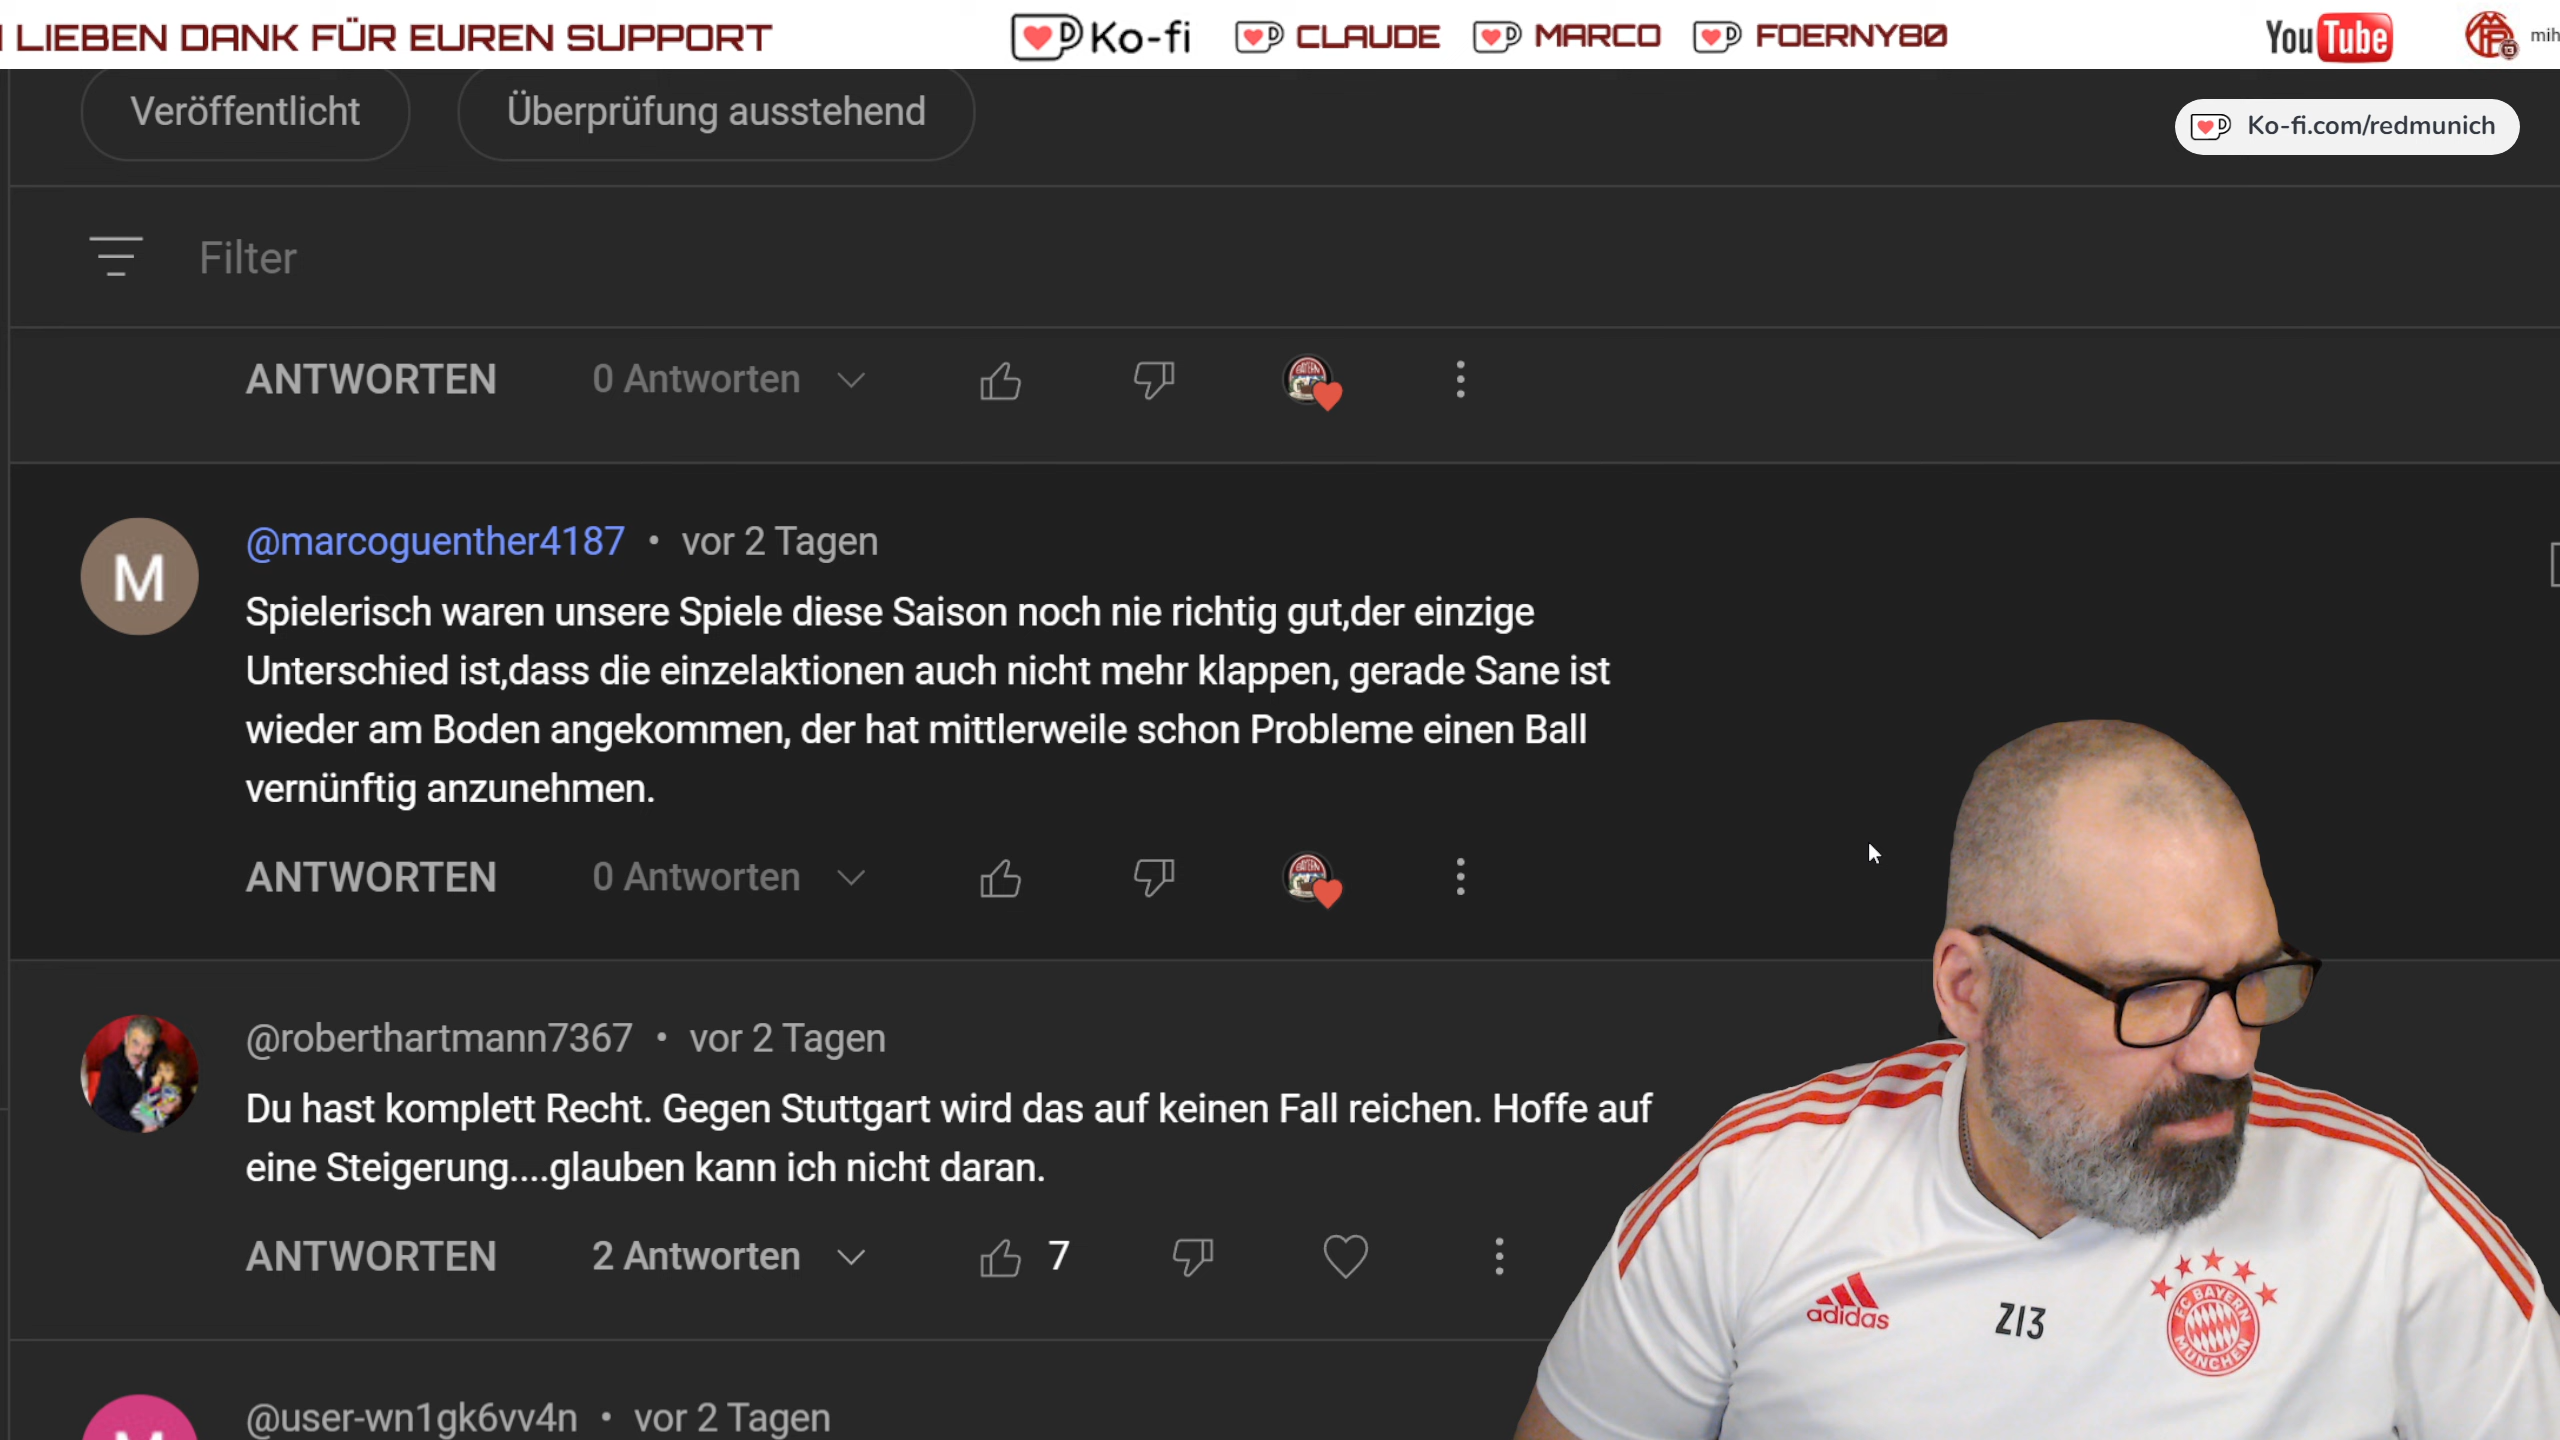 LIEBEN DANK FÜR EUREN SUPPORT
Ko-fi
CLAUDE
MARCO
FOERNY80
YouTube
mih
Veröffentlicht
Überprüfung ausstehend
Ko-fi.com/redmunich
Filter
ANTWORTEN
0 Antworten
@marcoguenther4187 • vor 2 Tagen
M
Spielerisch waren unsere Spiele diese Saison noch nie richtig gut,der einzige
Unterschied ist,dass die einzelaktionen auch nicht mehr klappen, gerade Sane ist
wieder am Boden angekommen, der hat mittlerweile schon Probleme einen Ball
vernünftig anzunehmen.
ANTWORTEN
0 Antworten
@roberthartmann7367 • vor 2 Tagen
Du hast komplett Recht. Gegen Stuttgart wird das auf keinen Fall reichen. Hoffe auf
eine Steigerung....glauben kann ich nicht daran.
ANTWORTEN
2 Antworten
7
adidas
Z13
FC BAYERN
MÜNCHEN
@user-wn1gk6vv4n • vor 2 Tagen